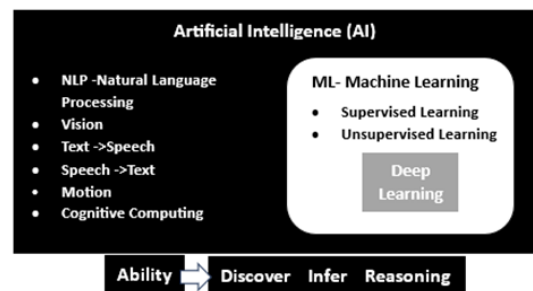 Artificial Intelligence (AI)
• NLP -Natural Language
Processing
• Vision
• Text ->Speech
• Speech ->Text
• Motion
• Cognitive Computing
ML- Machine Learning
• Supervised Learning
• Unsupervised Learning
Deep
Learning
Ability Discover Infer Reasoning